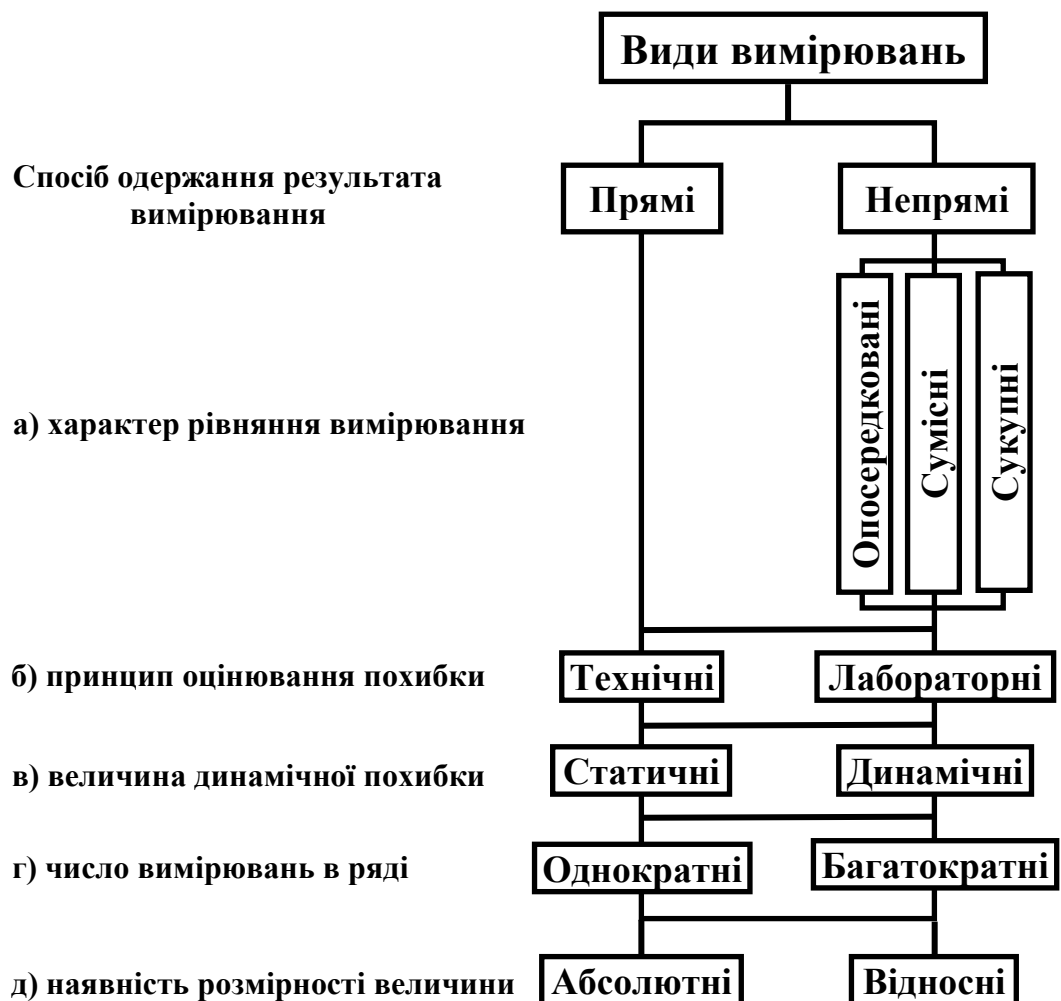 Види вимірювань
Спосіб одержання результата
вимірювання
Прямі
Непрямі
Опосередковані
Сумісні
Сукупні
а) характер рівняння вимірювання
б) принцип оцінювання похибки
Технічні
Лабораторні
в) величина динамічної похибки
Статичні
Динамічні
г) число вимірювань в ряді
Однократні
Багатократні
д) наявність розмірності величини
Абсолютні
Відносні